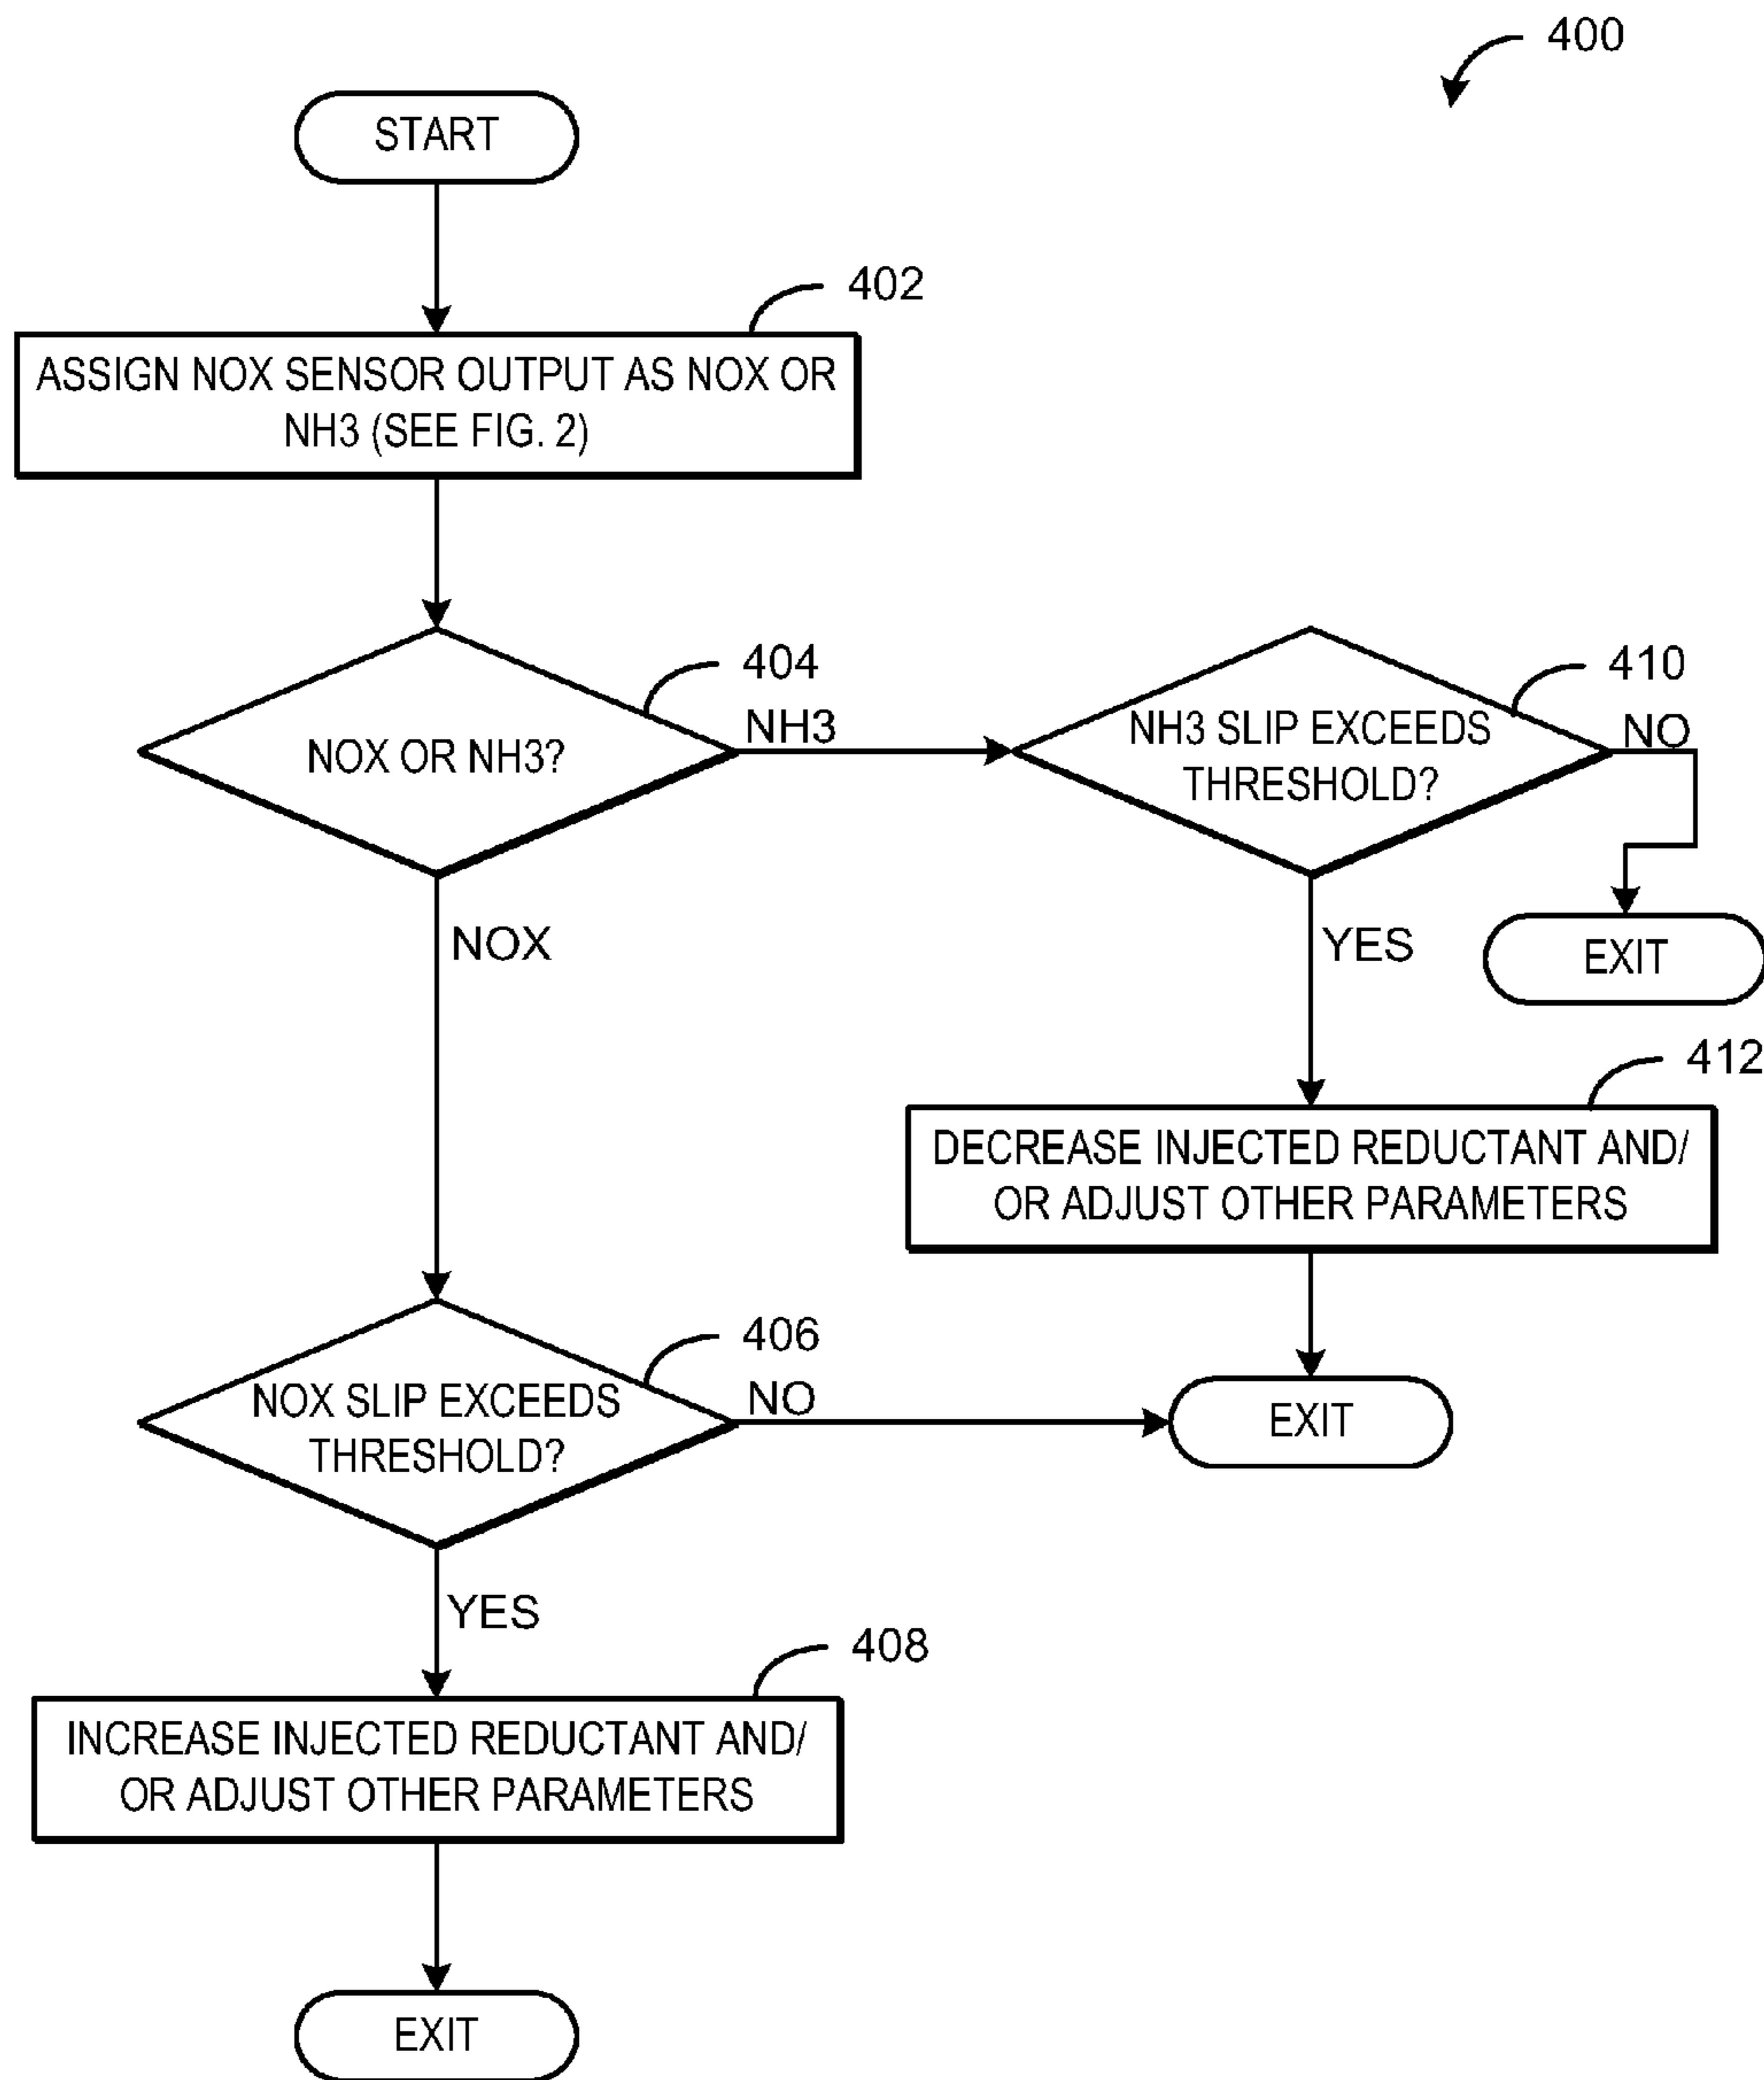 400
START
402
ASSIGN NOX SENSOR OUTPUT AS NOX OR
NH3 (SEE FIG. 2)
404
NOX OR NH3?
NH3
410
NH3 SLIP EXCEEDS
THRESHOLD?
NO
EXIT
NOX
YES
412
DECREASE INJECTED REDUCTANT AND/
OR ADJUST OTHER PARAMETERS
406
NOX SLIP EXCEEDS
THRESHOLD?
NO
EXIT
YES
408
INCREASE INJECTED REDUCTANT AND/
OR ADJUST OTHER PARAMETERS
EXIT